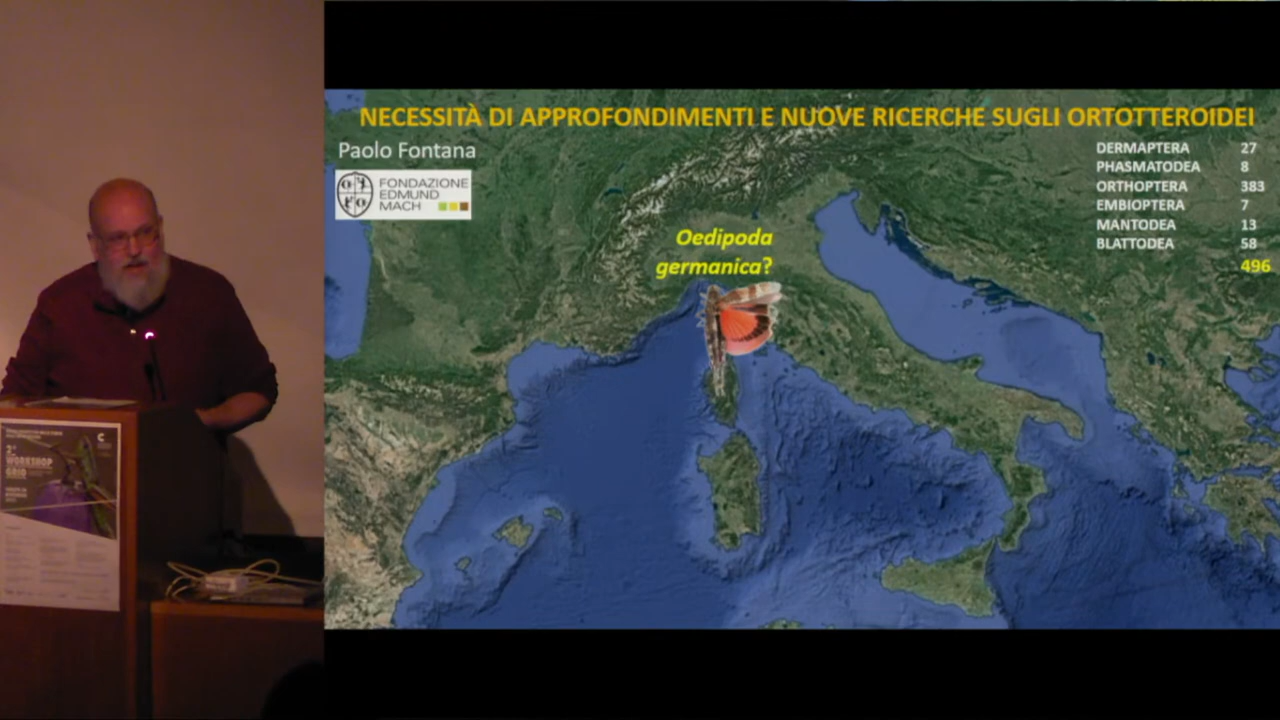 NECESSITÀ DI APPROFONDIMENTI E NUOVE RICERCHE SUGLI ORTOTTEROIDEI
Paolo Fontana
FONDAZIONE
EDMUND
MACH
DERMAPTERA 27
PHASMATODEA 8
ORTHOPTERA 383
EMBIOPTERA 7
MANTODEA 13
BLATTODEA 58
496
Oedipoda
germanica?
WORKSHOP
GRID